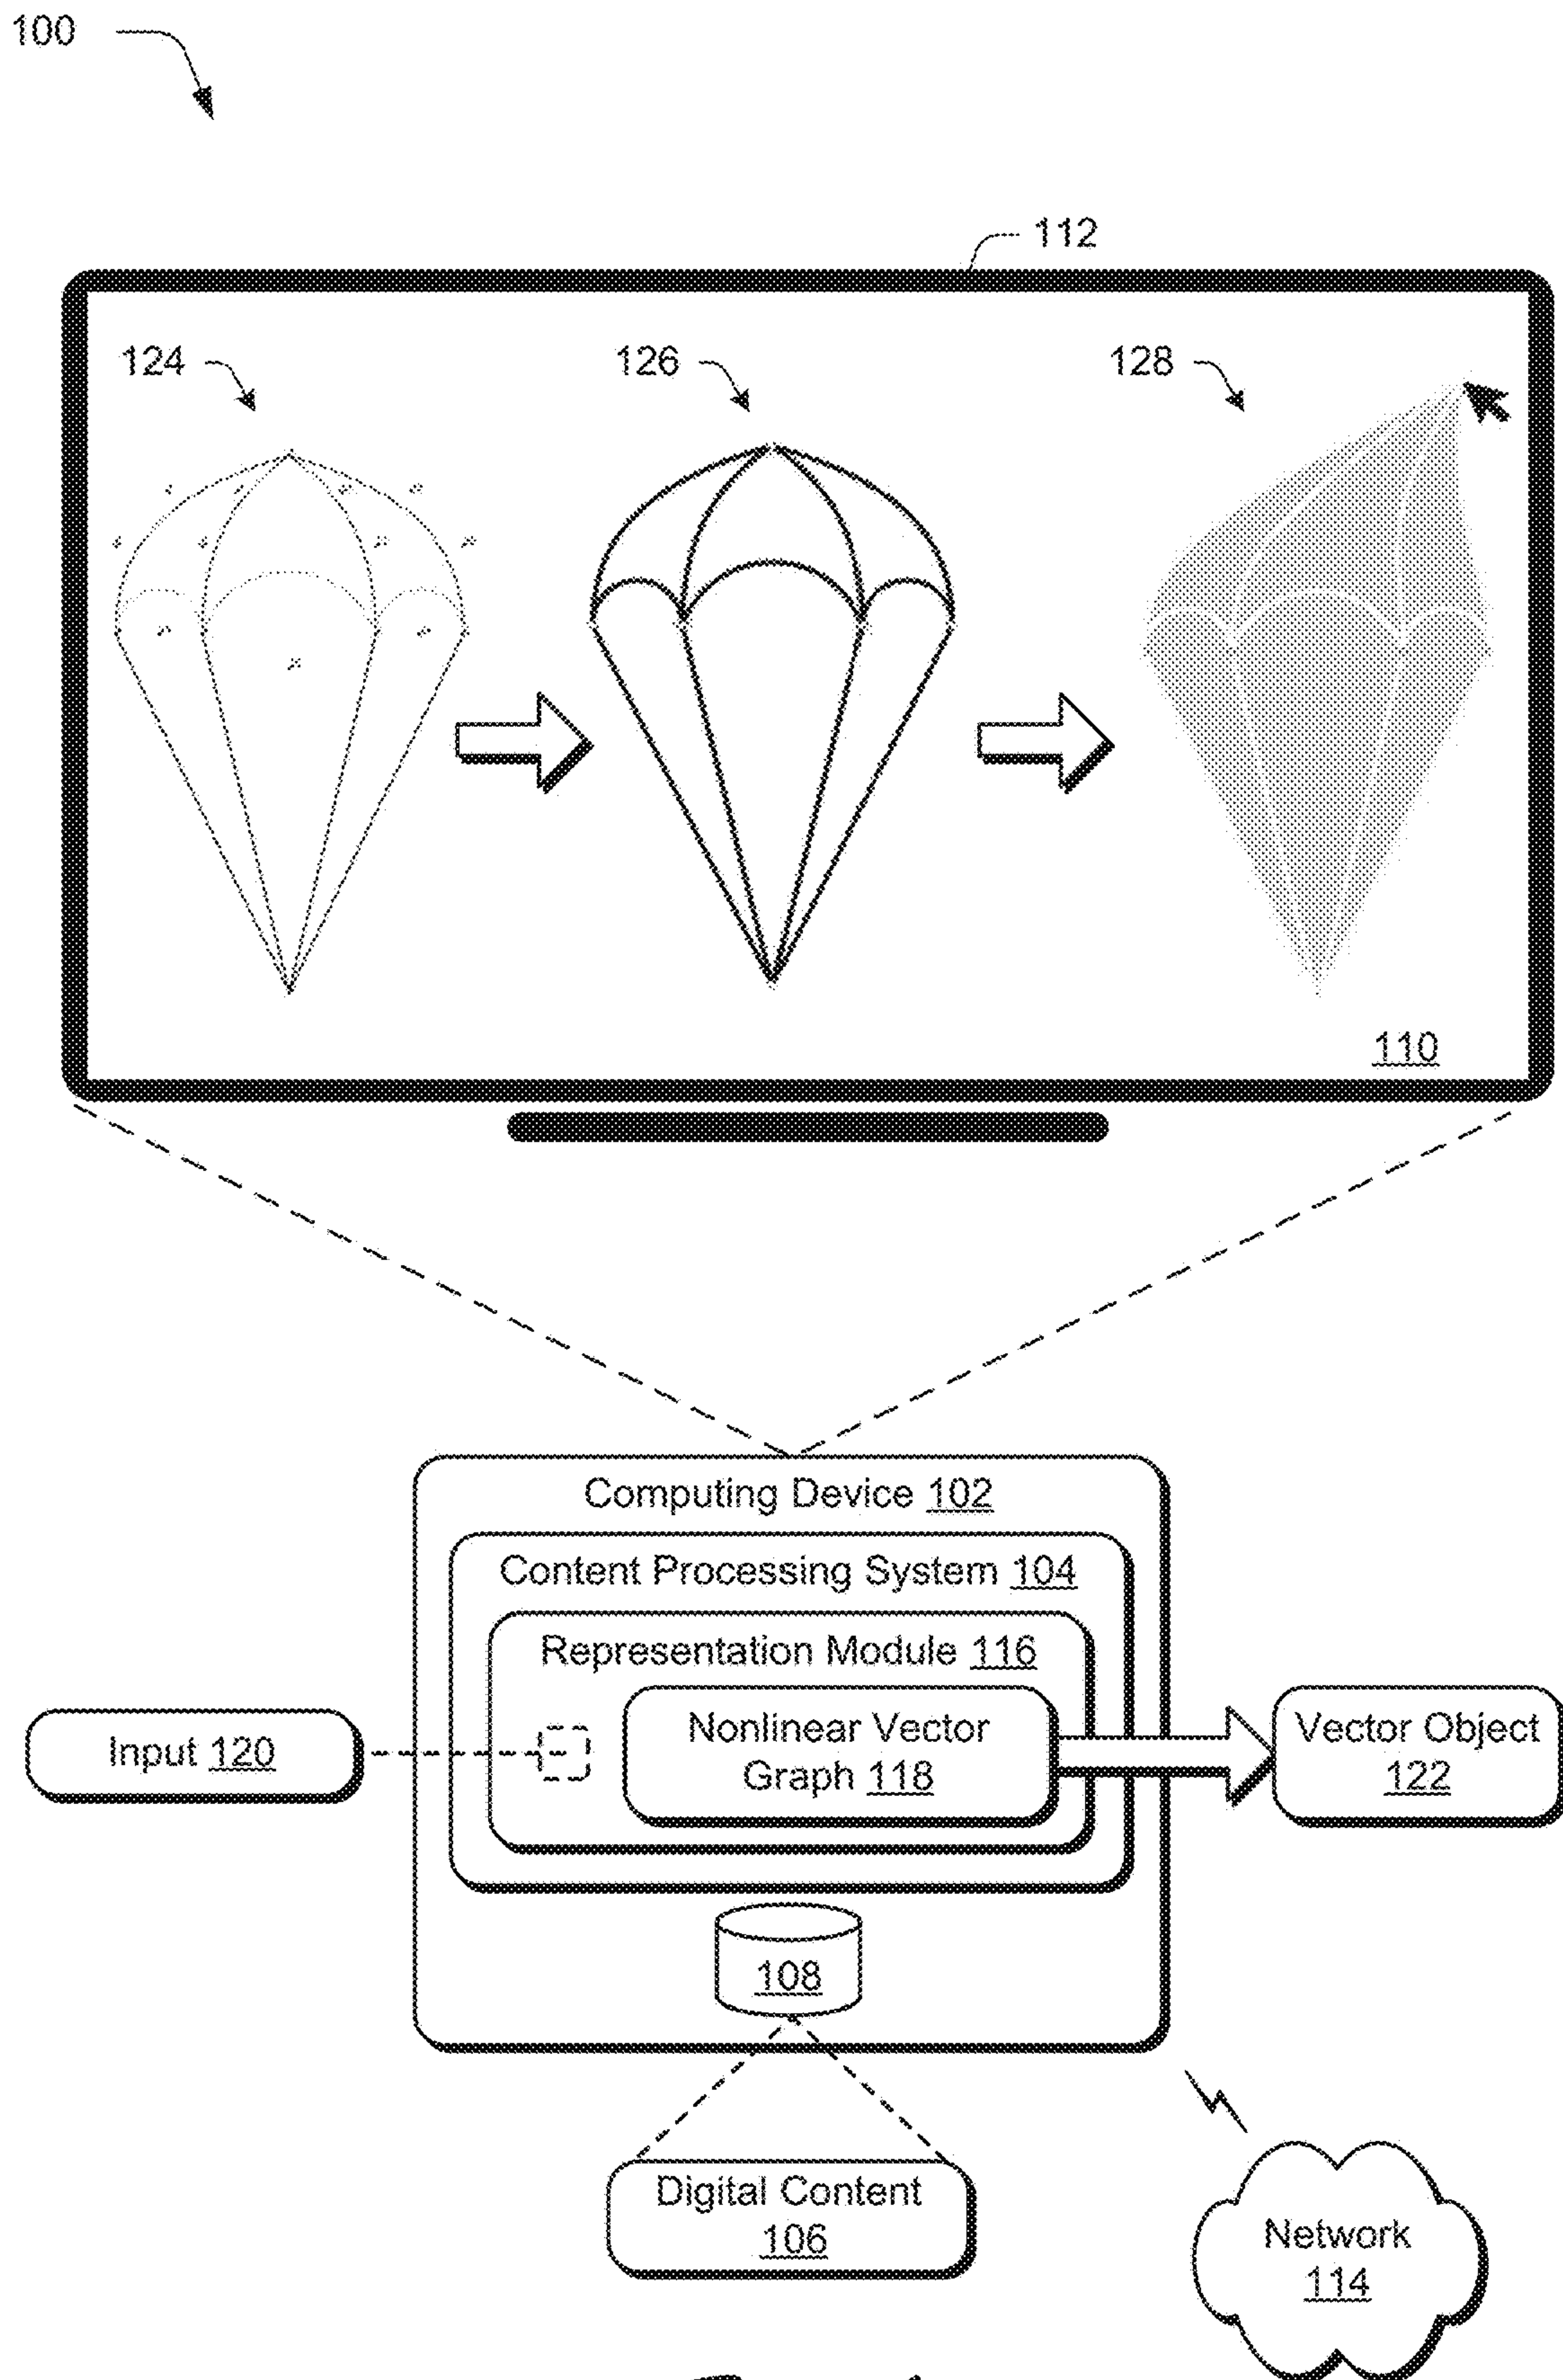 100
112
124
126
128
110
Computing Device 102
Content Processing System 104
Representation Module 116
Nonlinear Vector
Graph 118
Input 120
Vector Object
122
108
Digital Content
106
Network
114